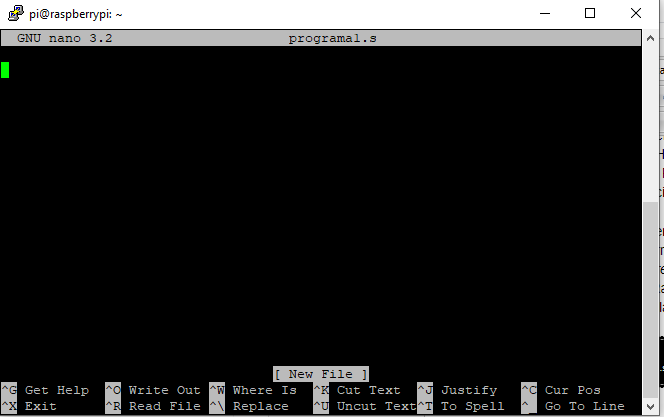 pi@raspberrypi: ~
GNU nano 3.2 programa1.s
[ New File ]
^G Get Help ^O Write Out ^W Where Is ^K Cut Text ^J Justify ^C Cur Pos
^X Exit ^R Read File ^\ Replace ^U Uncut Text ^T To Spell ^_ Go To Line